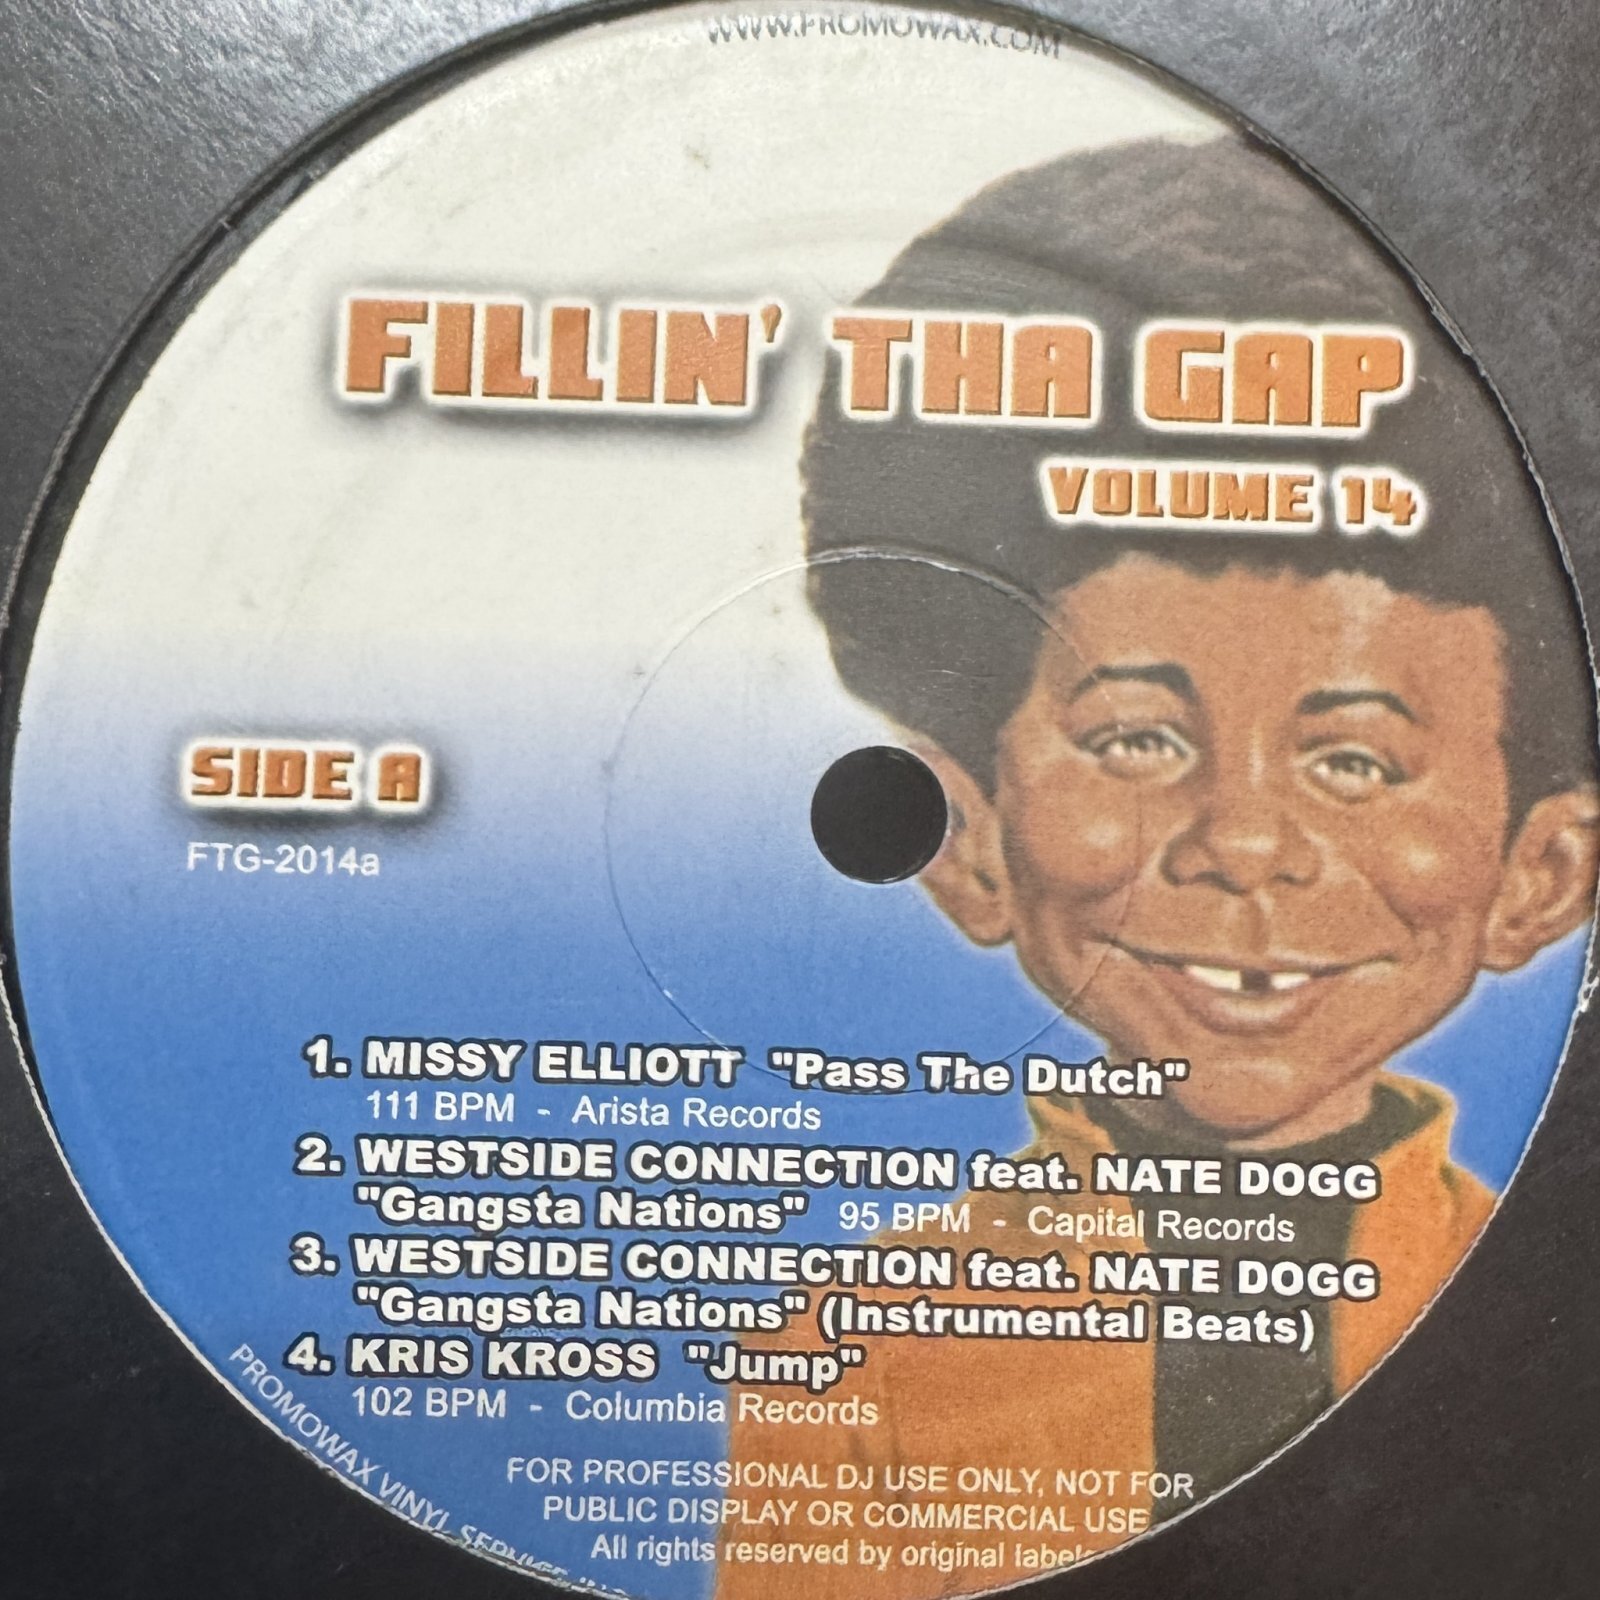 WWW.PROMOWAX.COM
FILLIN' THA GAP
VOLUME 14
SIDE A
FTG-2014a
1. MISSY ELLIOTT "Pass The Dutch"
111 BPM - Arista Records
2. WESTSIDE CONNECTION feat. NATE DOGG
"Gangsta Nations" 95 BPM - Capital Records
3. WESTSIDE CONNECTION feat. NATE DOGG
"Gangsta Nations" (Instrumental Beats)
4. KRIS KROSS "Jump"
102 BPM - Columbia Records
FOR PROFESSIONAL DJ USE ONLY, NOT FOR
PUBLIC DISPLAY OR COMMERCIAL USE
All rights reserved by original labels
PROMOWAX VINYL SERVICE